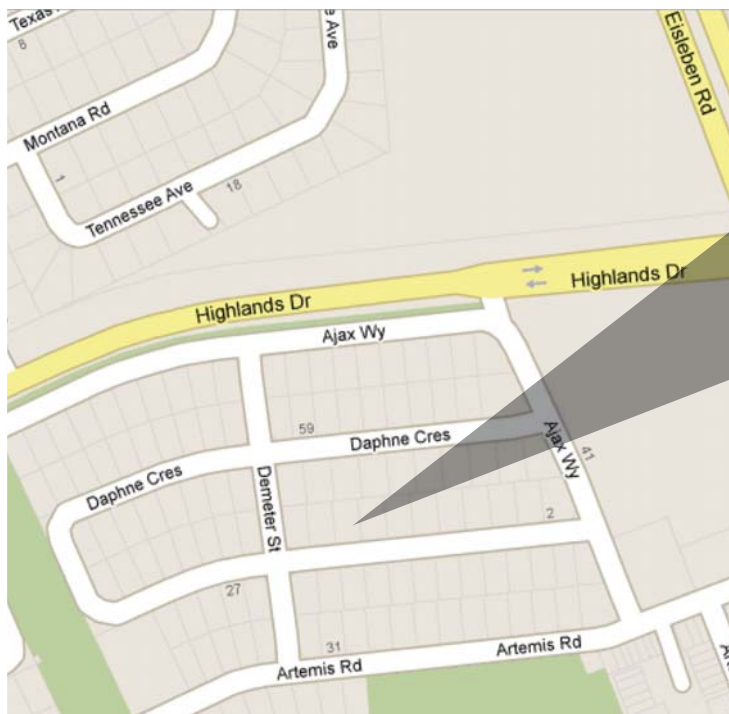 Texas
8
e Ave
Eisleben Rd
Montana Rd
1
18
Tennessee Ave
Highlands Dr
Highlands Dr
Ajax Wy
59
Daphne Cres
Ajax Wy
41
Daphne Cres
Demeter St
2
27
31
Artemis Rd
Artemis Rd